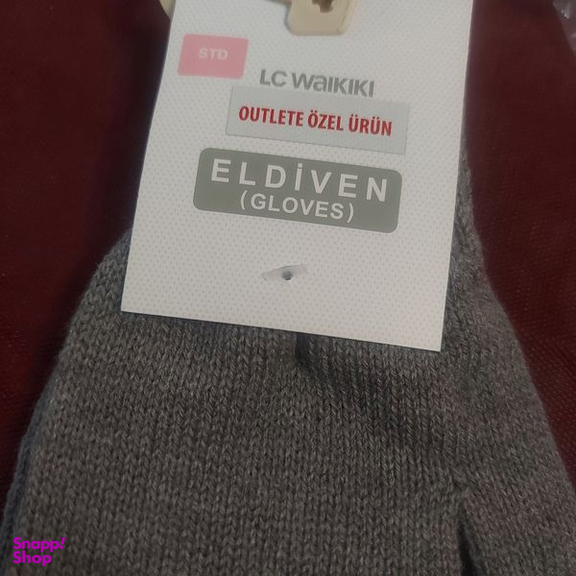 STD
LC WAIKIKI
OUTLETE ÖZEL ÜRÜN
ELDİVEN
(GLOVES)
Snapp!
Shop